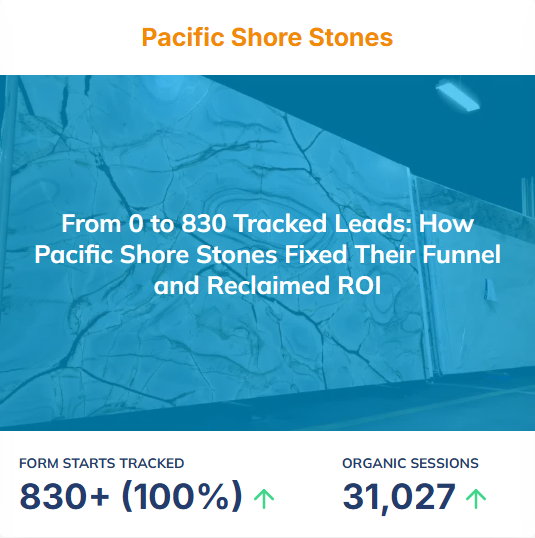 Pacific Shore Stones
From 0 to 830 Tracked Leads: How
Pacific Shore Stones Fixed Their Funnel
and Reclaimed ROI
FORM STARTS TRACKED
830+ (100%) ↑
ORGANIC SESSIONS
31,027 ↑